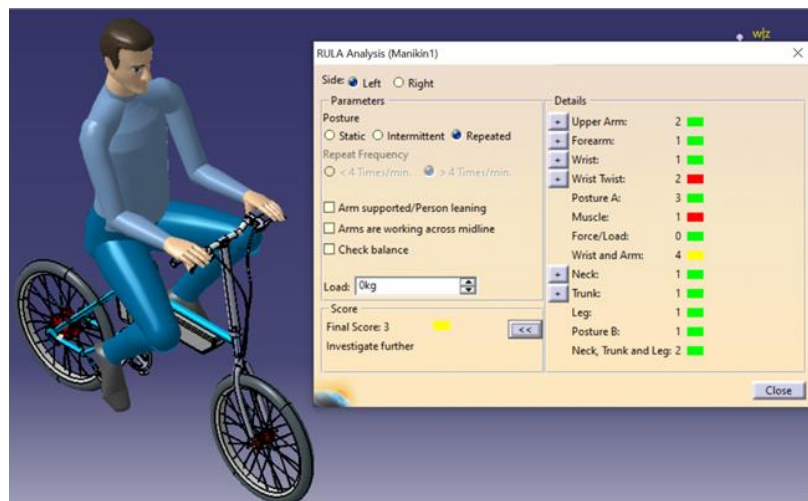 w|z
RULA Analysis (Manikin1)
Side: Left Right
Parameters
Posture
Static Intermittent Repeated
Repeat Frequency
< 4 Times/min. > 4 Times/min.
Arm supported/Person leaning
Arms are working across midline
Check balance
Load: 0kg
Score
Final Score: 3
<<
Investigate further
Details
+ Upper Arm: 2
+ Forearm: 1
+ Wrist: 1
+ Wrist Twist: 2
Posture A: 3
Muscle: 1
Force/Load: 0
Wrist and Arm: 4
+ Neck: 1
+ Trunk: 1
Leg: 1
Posture B: 1
Neck, Trunk and Leg: 2
Close